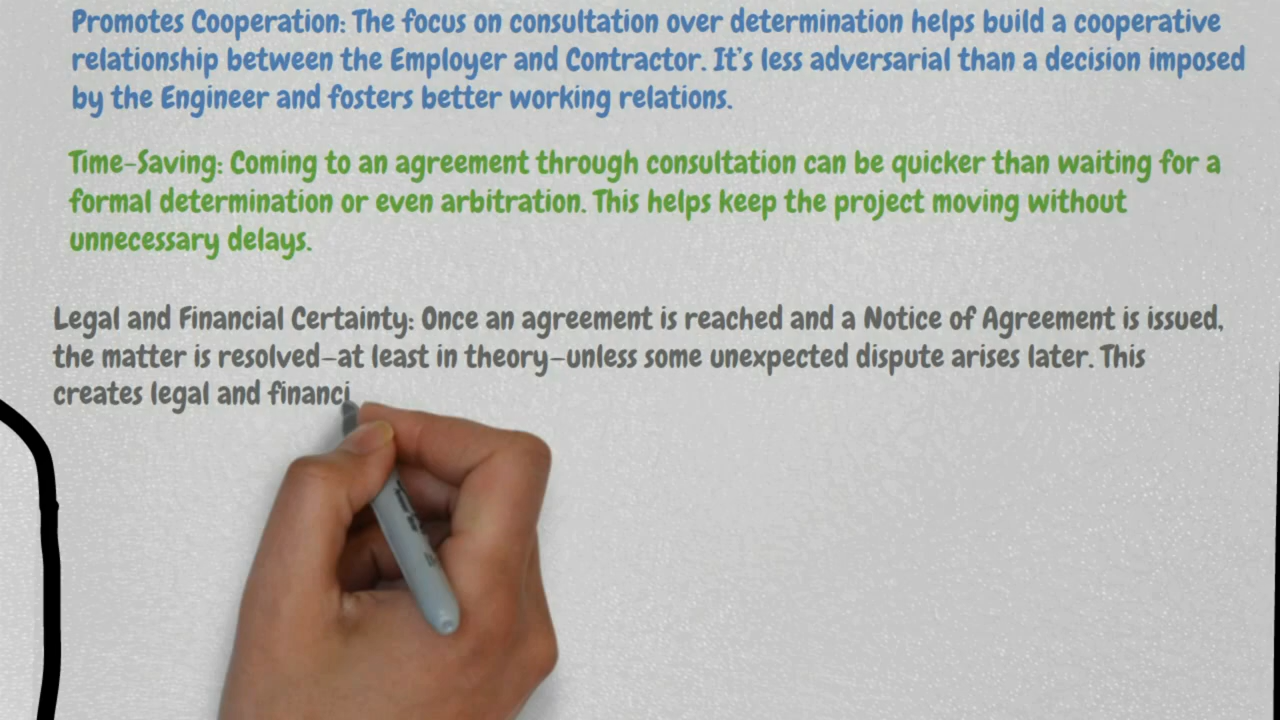 Promotes Cooperation: The focus on consultation over determination helps build a cooperative
relationship between the Employer and Contractor. It's less adversarial than a decision imposed
by the Engineer and fosters better working relations.
Time-Saving: Coming to an agreement through consultation can be quicker than waiting for a
formal determination or even arbitration. This helps keep the project moving without
unnecessary delays.
Legal and Financial Certainty: Once an agreement is reached and a Notice of Agreement is issued,
the matter is resolved—at least in theory—unless some unexpected dispute arises later. This
creates legal and financi